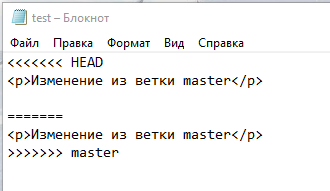 test – Блокнот
Файл Правка Формат Вид Справка
<<<<<<< HEAD
<p>Изменение из ветки master</p>
=======
<p>Изменение из ветки master</p>
>>>>>>> master